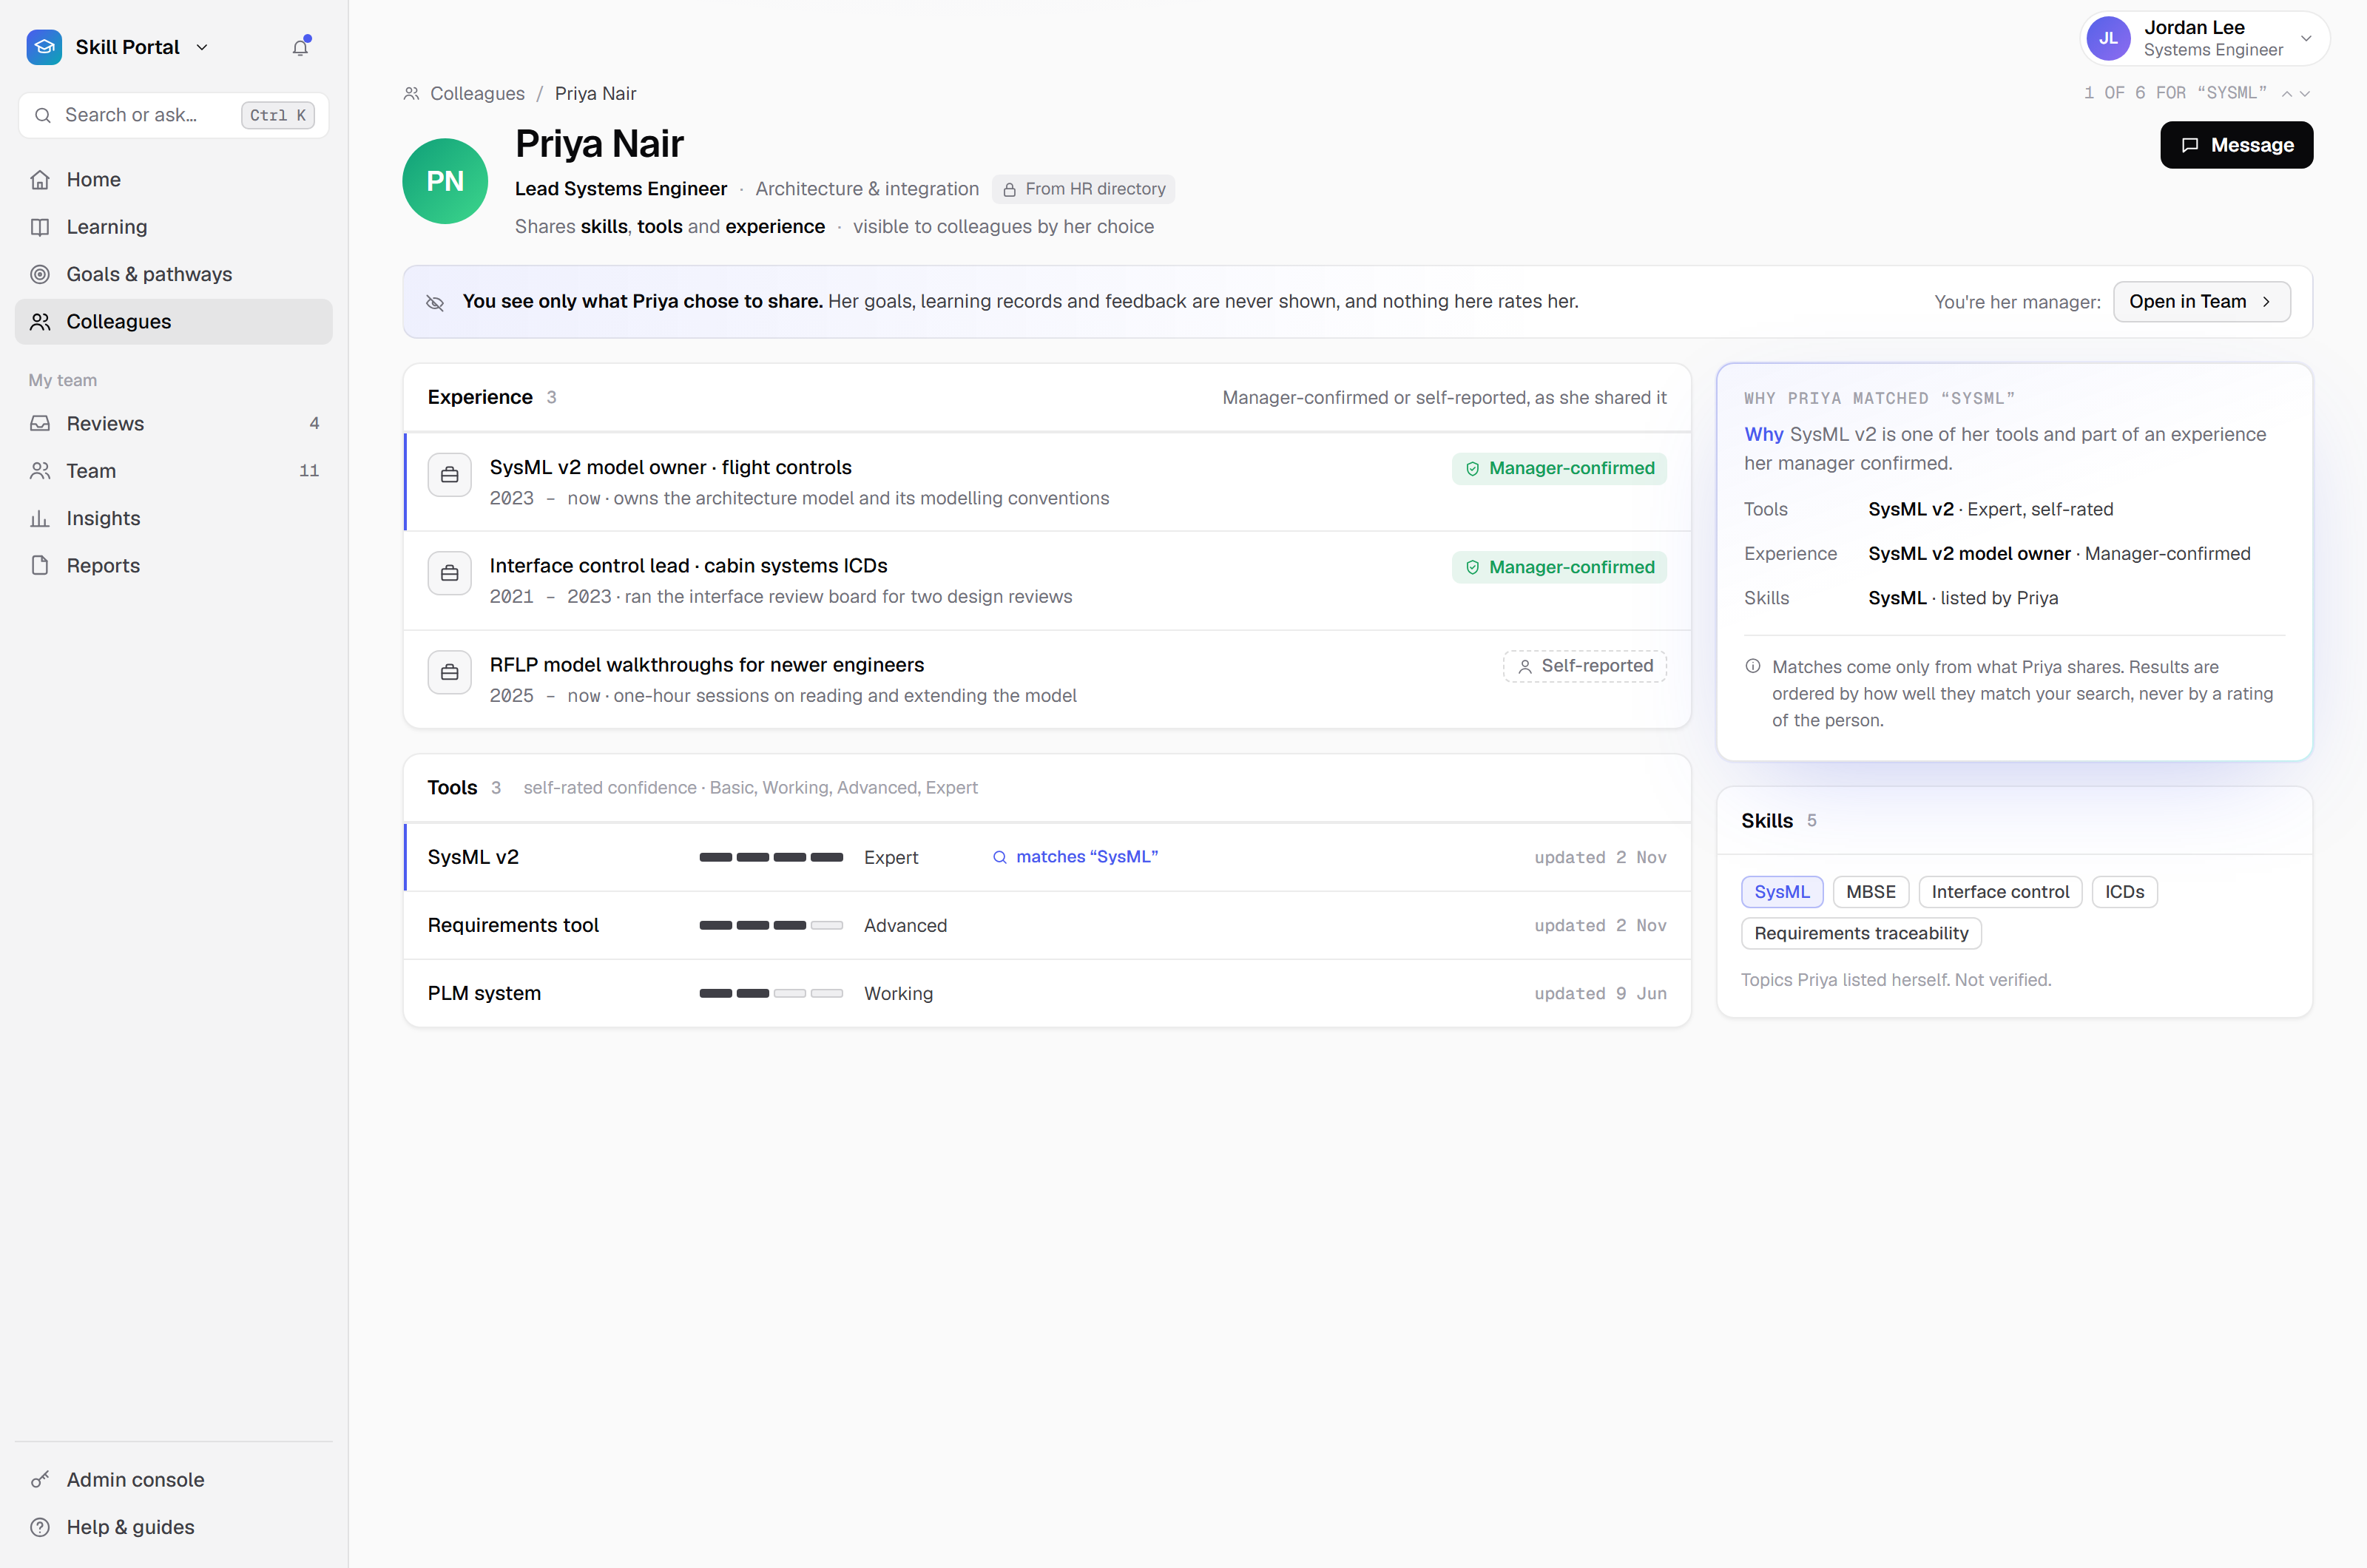 Skill Portal
Search or ask...
Ctrl K
Home
Learning
Goals & pathways
Colleagues
My team
Reviews 4
Team 11
Insights
Reports
Admin console
Help & guides
JL
Jordan Lee
Systems Engineer
Colleagues / Priya Nair
1 OF 6 FOR “SYSML”
PN
Priya Nair
Lead Systems Engineer · Architecture & integration From HR directory
Shares skills, tools and experience · visible to colleagues by her choice
Message
You see only what Priya chose to share. Her goals, learning records and feedback are never shown, and nothing here rates her.
You're her manager: Open in Team
Experience 3
Manager-confirmed or self-reported, as she shared it
SysML v2 model owner · flight controls
Manager-confirmed
2023 – now · owns the architecture model and its modelling conventions
Interface control lead · cabin systems ICDs
Manager-confirmed
2021 – 2023 · ran the interface review board for two design reviews
RFLP model walkthroughs for newer engineers
Self-reported
2025 – now · one-hour sessions on reading and extending the model
Tools 3 self-rated confidence · Basic, Working, Advanced, Expert
SysML v2 Expert matches “SysML” updated 2 Nov
Requirements tool Advanced updated 2 Nov
PLM system Working updated 9 Jun
WHY PRIYA MATCHED “SYSML”
Why SysML v2 is one of her tools and part of an experience
her manager confirmed.
Tools SysML v2 · Expert, self-rated
Experience SysML v2 model owner · Manager-confirmed
Skills SysML · listed by Priya
Matches come only from what Priya shares. Results are
ordered by how well they match your search, never by a rating
of the person.
Skills 5
SysML MBSE Interface control ICDs
Requirements traceability
Topics Priya listed herself. Not verified.